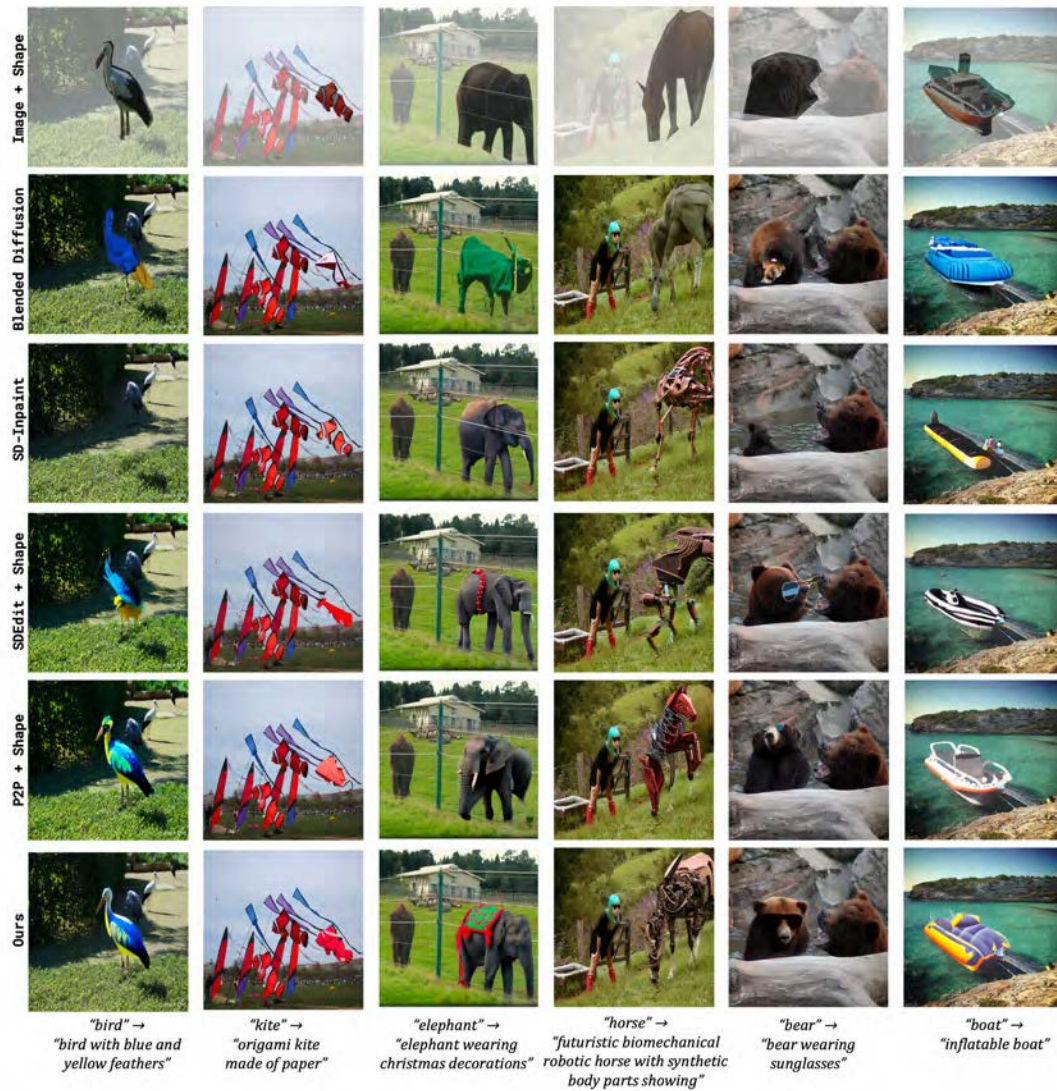 Image + Shape
Blended Diffusion
SD-Inpaint
SDEdit + Shape
P2P + Shape
Ours
"bird" →
"bird with blue and
yellow feathers"
"kite" →
"origami kite
made of paper"
"elephant" →
"elephant wearing
christmas decorations"
"horse" →
"futuristic biomechanical
robotic horse with synthetic
body parts showing"
"bear" →
"bear wearing
sunglasses"
"boat" →
"inflatable boat"